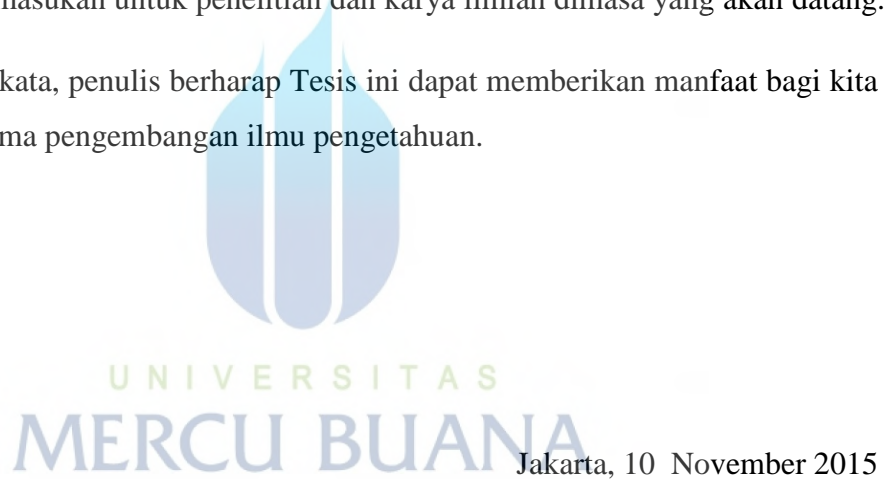 masukan untuk penelitian dan karya ilmiah dimasa yang akan datang.
kata, penulis berharap Tesis ini dapat memberikan manfaat bagi kita
ma pengembangan ilmu pengetahuan.
UNIVERSITAS
MERCU BUANA
Jakarta, 10 November 2015